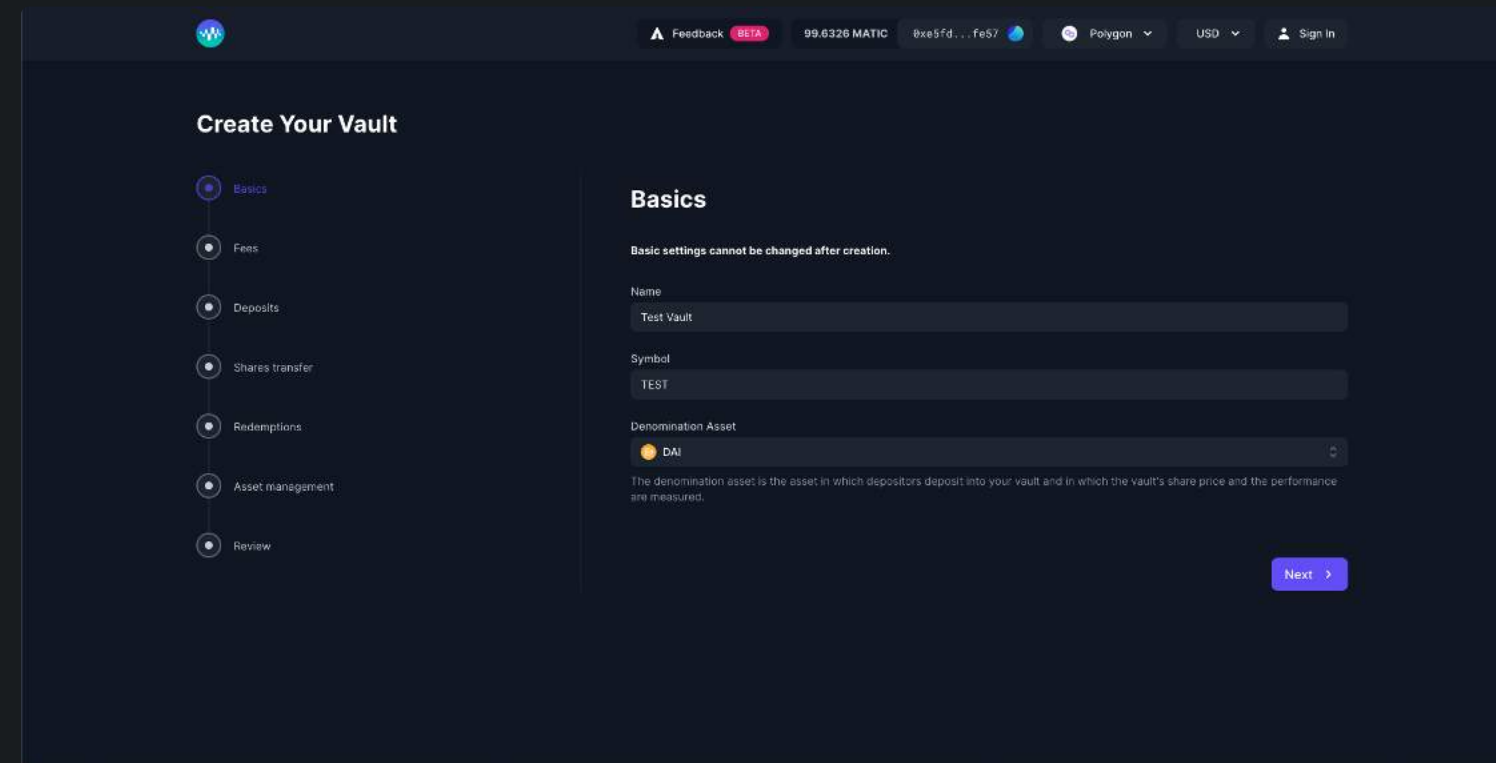 Feedback BETA
99.6326 MATIC 0xe5fd...fe57
Polygon
USD
Sign In
Create Your Vault
Basics
Fees
Deposits
Shares transfer
Redemptions
Asset management
Review
Basics
Basic settings cannot be changed after creation.
Name
Test Vault
Symbol
TEST
Denomination Asset
DAI
The denomination asset is the asset in which depositors deposit into your vault and in which the vault's share price and the performance
are measured.
Next